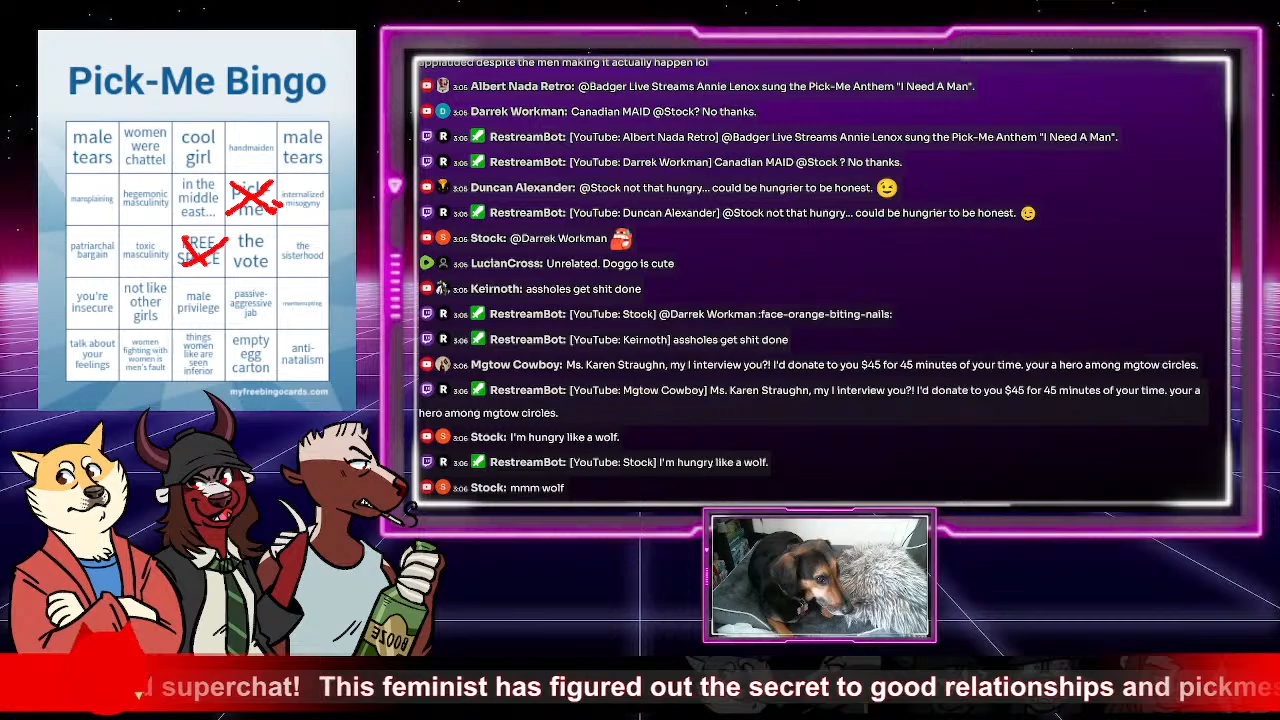 Pick-Me Bingo
male tears
women were chattel
cool girl
handmaiden
male tears
mansplaining
hegemonic masculinity
in the middle east...
pick me
internalized misogyny
patriarchal bargain
toxic masculinity
FREE SPACE
the vote
the sisterhood
you're insecure
not like other girls
male privilege
passive-aggressive jab
talk about your feelings
women fighting with women is men's fault
things women like are seen inferior
empty egg carton
anti-natalism
myfreebingocards.com
applauded despite the men making it actually happen lol
3:05 Albert Nada Retro: @Badger Live Streams Annie Lenox sung the Pick-Me Anthem "I Need A Man".
D 3:05 Darrek Workman: Canadian MAID @Stock? No thanks.
R 3:05 RestreamBot: [YouTube: Albert Nada Retro] @Badger Live Streams Annie Lenox sung the Pick-Me Anthem "I Need A Man".
R 3:05 RestreamBot: [YouTube: Darrek Workman] Canadian MAID @Stock ? No thanks.
3:05 Duncan Alexander: @Stock not that hungry... could be hungrier to be honest. 😉
R 3:05 RestreamBot: [YouTube: Duncan Alexander] @Stock not that hungry... could be hungrier to be honest. 😉
S 3:05 Stock: @Darrek Workman
3:05 LucianCross: Unrelated. Doggo is cute
3:05 Keirnoth: assholes get shit done
R 3:05 RestreamBot: [YouTube: Stock] @Darrek Workman :face-orange-biting-nails:
R 3:05 RestreamBot: [YouTube: Keirnoth] assholes get shit done
3:06 Mgtow Cowboy: Ms. Karen Straughn, my I interview you?! I'd donate to you $45 for 45 minutes of your time. your a hero among mgtow circles.
R 3:06 RestreamBot: [YouTube: Mgtow Cowboy] Ms. Karen Straughn, my I interview you?! I'd donate to you $45 for 45 minutes of your time. your a
hero among mgtow circles.
S 3:06 Stock: I'm hungry like a wolf.
R 3:06 RestreamBot: [YouTube: Stock] I'm hungry like a wolf.
S 3:06 Stock: mmm wolf
BOOZE
superchat! This feminist has figured out the secret to good relationships and pickmes